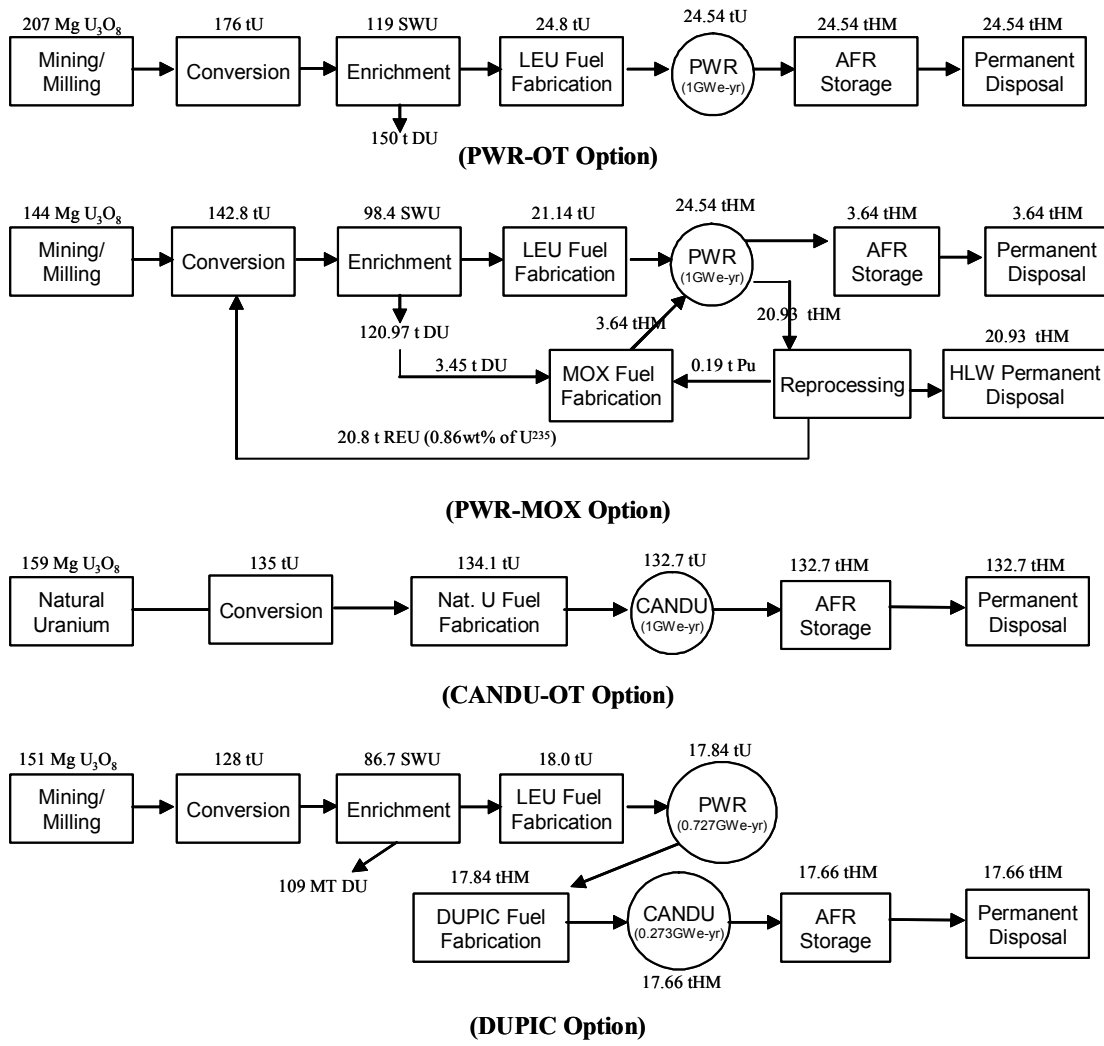 207 Mg U₃O₈
176 tU
119 SWU
24.8 tU
24.54 tU
24.54 tHM
24.54 tHM
Mining/
Milling
Conversion
Enrichment
LEU Fuel
Fabrication
PWR
(1GWe-yr)
AFR
Storage
Permanent
Disposal
150 t DU
(PWR-OT Option)
144 Mg U₃O₈
142.8 tU
98.4 SWU
21.14 tU
24.54 tHM
3.64 tHM
3.64 tHM
Mining/
Milling
Conversion
Enrichment
LEU Fuel
Fabrication
PWR
(1GWe-yr)
AFR
Storage
Permanent
Disposal
120.97 t DU
3.64 tHM
20.93 tHM
20.93 tHM
3.45 t DU
MOX Fuel
Fabrication
0.19 t Pu
Reprocessing
HLW Permanent
Disposal
20.8 t REU (0.86wt% of U²³⁵)
(PWR-MOX Option)
159 Mg U₃O₈
135 tU
134.1 tU
132.7 tU
132.7 tHM
132.7 tHM
Natural
Uranium
Conversion
Nat. U Fuel
Fabrication
CANDU
(1GWe-yr)
AFR
Storage
Permanent
Disposal
(CANDU-OT Option)
151 Mg U₃O₈
128 tU
86.7 SWU
18.0 tU
17.84 tU
Mining/
Milling
Conversion
Enrichment
LEU Fuel
Fabrication
PWR
(0.727GWe-yr)
109 MT DU
17.84 tHM
17.66 tHM
17.66 tHM
DUPIC Fuel
Fabrication
CANDU
(0.273GWe-yr)
AFR
Storage
Permanent
Disposal
17.66 tHM
(DUPIC Option)